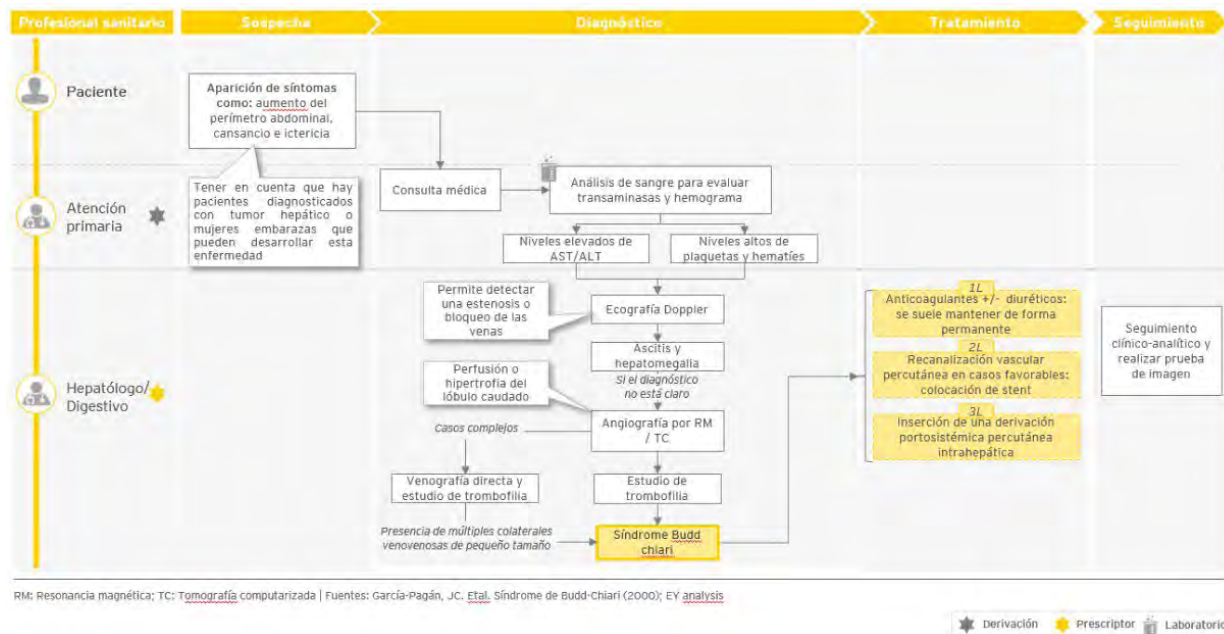 Profesional sanitario
Sospecha
Diagnóstico
Tratamiento
Seguimiento
Paciente
Aparición de síntomas
como: aumento del
perímetro abdominal,
cansancio e ictericia
Atención
primaria
Tener en cuenta que hay
pacientes diagnosticados
con tumor hepático o
mujeres embarazas que
pueden desarrollar esta
enfermedad
Consulta médica
Análisis de sangre para evaluar
transaminasas y hemograma
Niveles elevados de
AST/ALT
Niveles altos de
plaquetas y hematíes
Hepatólogo/
Digestivo
Permite detectar
una estenosis o
bloqueo de las
venas
Ecografía Doppler
Ascitis y
hepatomegalia
Si el diagnóstico
no está claro
Perfusión o
hipertrofia del
lóbulo caudado
Angiografía por RM
/ TC
Casos complejos
Venografía directa y
estudio de trombofilia
Estudio de
trombofilia
Presencia de múltiples colaterales
venovenosas de pequeño tamaño
Síndrome Budd
chiari
1L
Anticoagulantes +/- diuréticos:
se suele mantener de forma
permanente
2L
Recanalización vascular
percutánea en casos favorables:
colocación de stent
3L
Inserción de una derivación
portosistémica percutánea
intrahepática
Seguimiento
clínico-analítico y
realizar prueba
de imagen
RM: Resonancia magnética; TC: Tomografía computarizada | Fuentes: García-Pagán, JC. Etal. Síndrome de Budd-Chiari (2000); EY analysis
Derivación
Prescriptor
Laboratorio